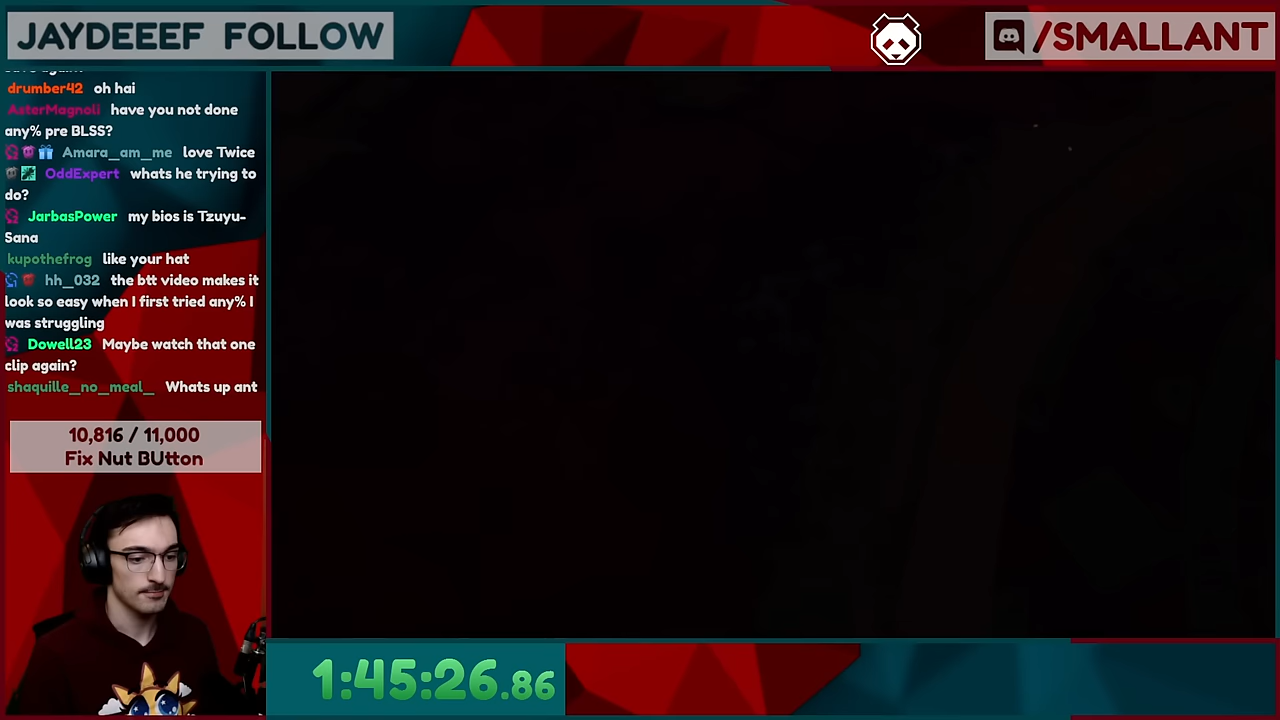 JAYDEEEF FOLLOW
/SMALLANT
drumber42 oh hai
AsterMagnoli have you not done
any% pre BLSS?
Amara_am_me love Twice
OddExpert whats he trying to
do?
JarbasPower my bios is Tzuyu-
Sana
kupothefrog like your hat
hh_032 the btt video makes it
look so easy when I first tried any% I
was struggling
Dowell23 Maybe watch that one
clip again?
shaquille_no_meal_ Whats up ant
10,816 / 11,000
Fix Nut BUtton
1:45:26.86